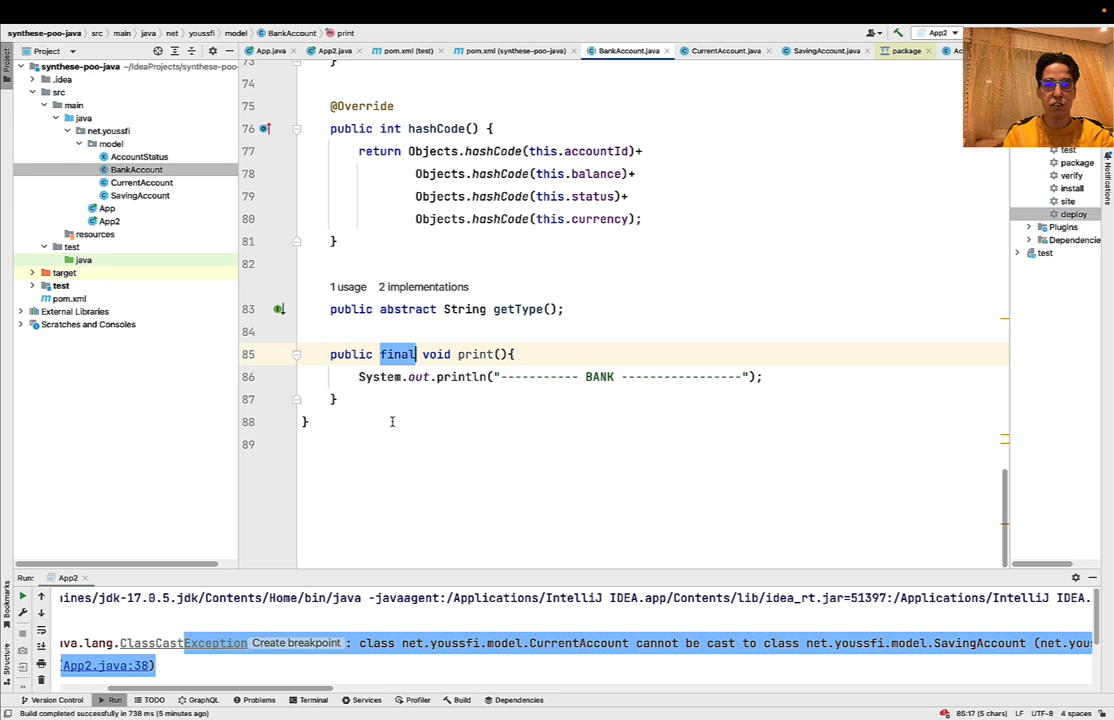 synthese-poo-java › src › main › java › net › youssfi › model › BankAccount › print
App2
Project
App.java
App2.java
pom.xml (test)
pom.xml (synthese-poo-java)
BankAccount.java
CurrentAccount.java
SavingAccount.java
package
synthese-poo-java ~/IdeaProjects/synthese-poo-
.idea
src
main
java
net.youssfi
model
AccountStatus
BankAccount
CurrentAccount
SavingAccount
App
App2
resources
test
java
target
test
pom.xml
External Libraries
Scratches and Consoles
73 }
74
75 @Override
76 public int hashCode() {
77 return Objects.hashCode(this.accountId)+
78 Objects.hashCode(this.balance)+
79 Objects.hashCode(this.status)+
80 Objects.hashCode(this.currency);
81 }
82
1 usage 2 implementations
83 public abstract String getType();
84
85 public final void print(){
86 System.out.println("----------- BANK -----------------");
87 }
88 }
89
test
package
verify
install
site
deploy
Plugins
Dependencie
test
Notifications
Project
Bookmarks
Structure
Run: App2
ines/jdk-17.0.5.jdk/Contents/Home/bin/java -javaagent:/Applications/IntelliJ IDEA.app/Contents/lib/idea_rt.jar=51397:/Applications/IntelliJ IDEA.
va.lang.ClassCastException Create breakpoint : class net.youssfi.model.CurrentAccount cannot be cast to class net.youssfi.model.SavingAccount (net.you
App2.java:38)
Version Control Run TODO GraphQL Problems Terminal Services Profiler Build Dependencies
Build completed successfully in 738 ms (5 minutes ago)
85:17 (5 chars) LF UTF-8 4 spaces